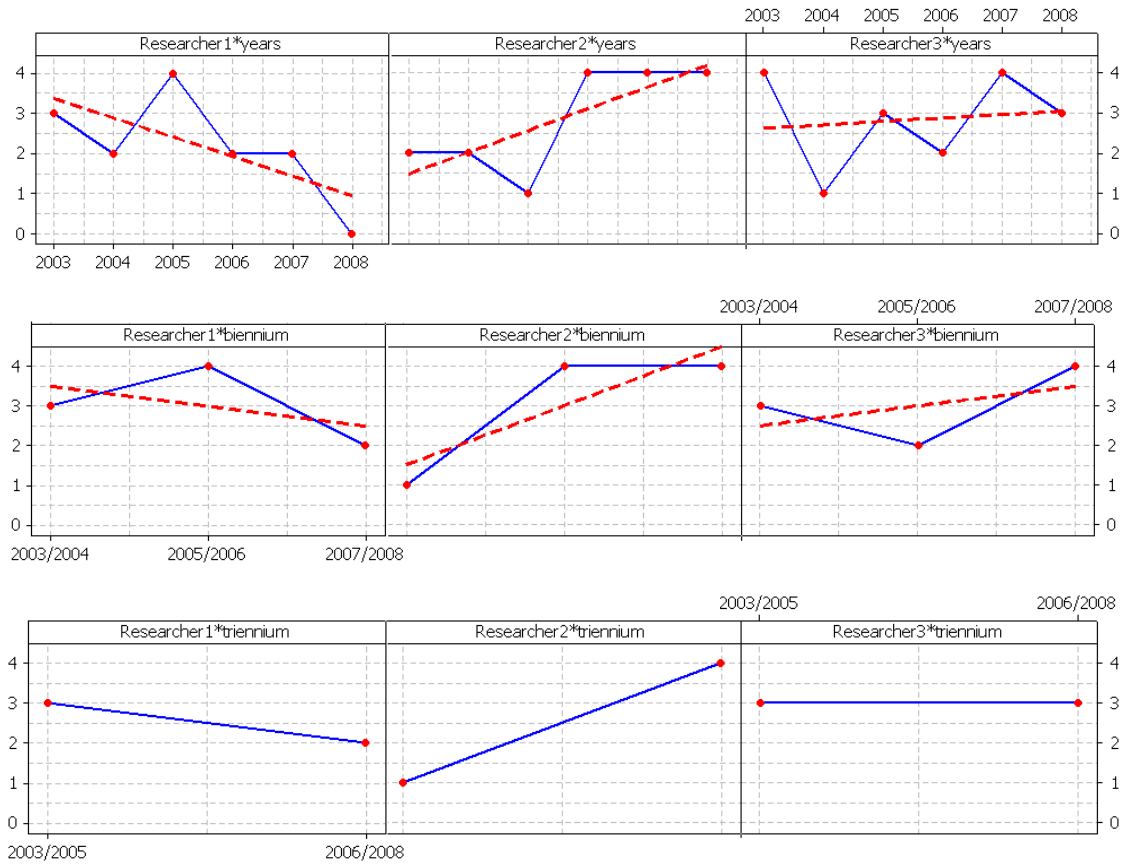 2003 2004 2005 2006 2007 2008
Researcher1*years Researcher2*years Researcher3*years
4 4
3 3
2 2
1 1
0 0
2003 2004 2005 2006 2007 2008
2003/2004 2005/2006 2007/2008
Researcher1*biennium Researcher2*biennium Researcher3*biennium
4 4
3 3
2 2
1 1
0 0
2003/2004 2005/2006 2007/2008
2003/2005 2006/2008
Researcher1*triennium Researcher2*triennium Researcher3*triennium
4 4
3 3
2 2
1 1
0 0
2003/2005 2006/2008